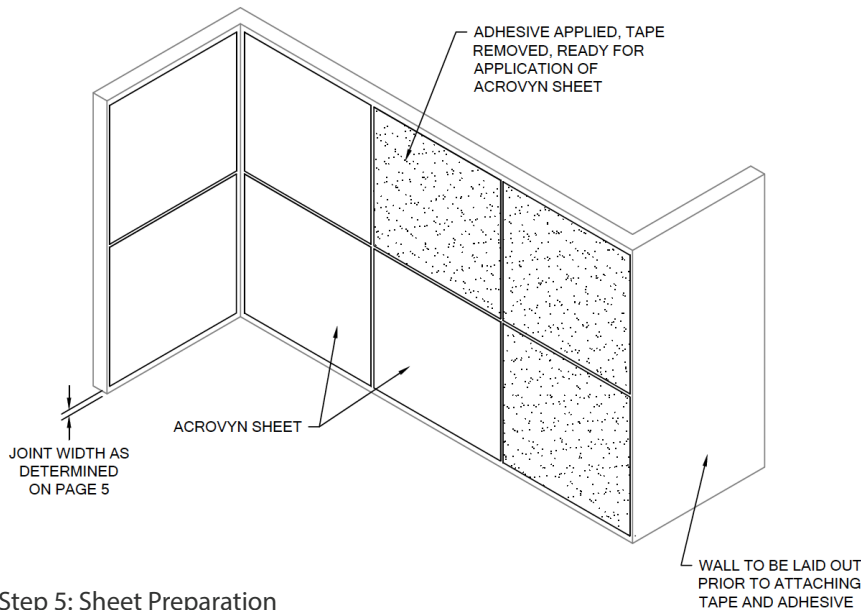 ADHESIVE APPLIED, TAPE
REMOVED, READY FOR
APPLICATION OF
ACROVYN SHEET
ACROVYN SHEET
JOINT WIDTH AS
DETERMINED
ON PAGE 5
WALL TO BE LAID OUT
PRIOR TO ATTACHING
TAPE AND ADHESIVE
Step 5: Sheet Preparation